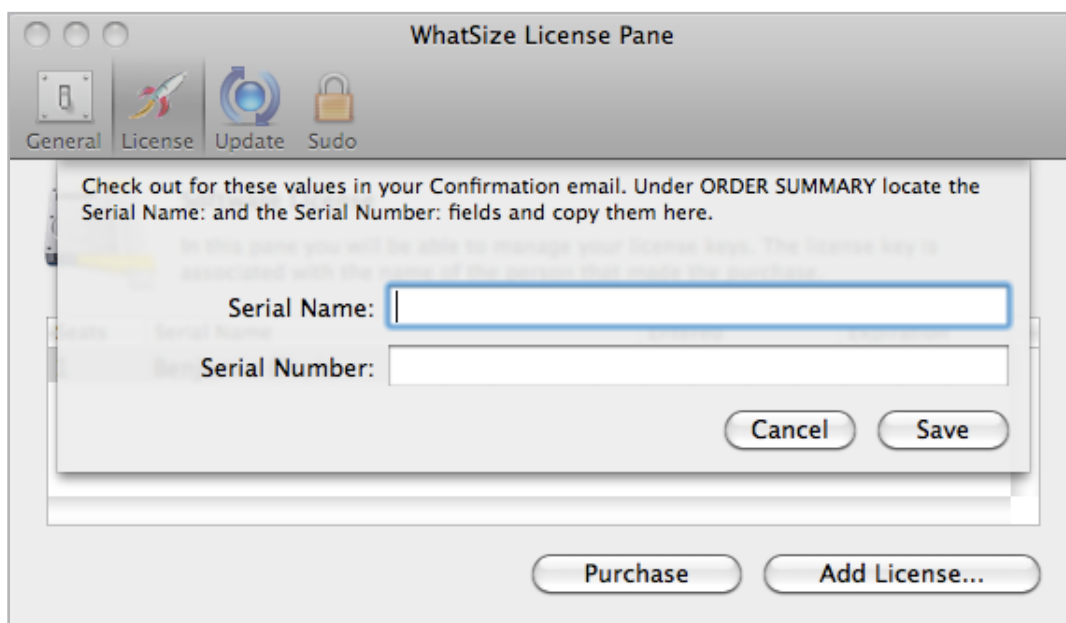 WhatSize License Pane
General License Update Sudo
Check out for these values in your Confirmation email. Under ORDER SUMMARY locate the
Serial Name: and the Serial Number: fields and copy them here.
In this pane you will be able to manage your license keys. The license key is
associated with the name of the person that made the purchase.
Serial Name:
Seats Serial Name Entered Expiration
Serial Number:
Cancel Save
Purchase Add License...